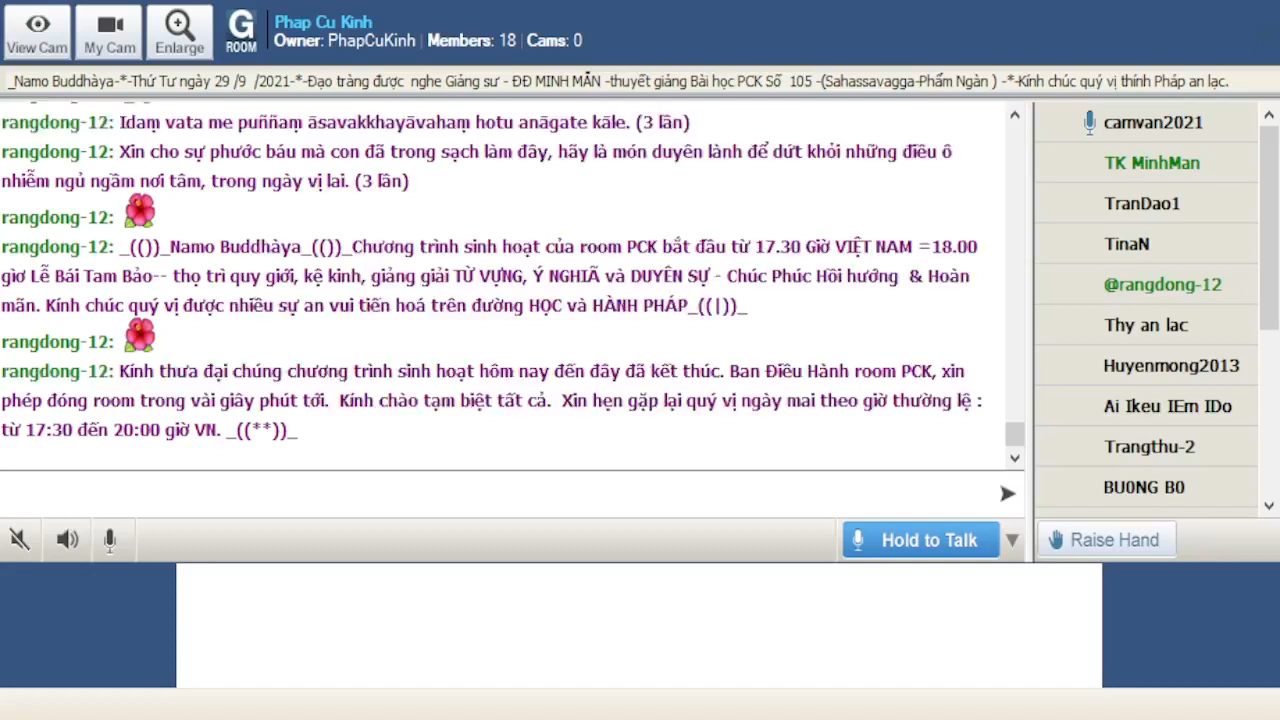 View Cam
My Cam
Enlarge
G
ROOM
Phap Cu Kinh
Owner: PhapCuKinh | Members: 18 | Cams: 0
_Namo Buddhàya-*-Thứ Tư ngày 29 /9 /2021-*-Đạo tràng được nghe Giảng sư - ĐĐ MINH MẪN -thuyết giảng Bài học PCK Số 105 -(Sahassavagga-Phẩm Ngàn ) -*-Kính chúc quý vị thính Pháp an lạc.
rangdong-12: Idaṃ vata me puññaṃ āsavakkhayāvahaṃ hotu anāgate kāle. (3 lần)
rangdong-12: Xin cho sự phước báu mà con đã trong sạch làm đây, hãy là món duyên lành để dứt khỏi những điều ô
nhiễm ngủ ngầm nơi tâm, trong ngày vị lai. (3 lần)
rangdong-12:
rangdong-12: _(())_Namo Buddhàya_(())_Chương trình sinh hoạt của room PCK bắt đầu từ 17.30 Giờ VIỆT NAM =18.00
giờ Lễ Bái Tam Bảo-- thọ trì quy giới, kệ kinh, giảng giải TỪ VỰNG, Ý NGHIÃ và DUYÊN SỰ - Chúc Phúc Hồi hướng & Hoàn
mãn. Kính chúc quý vị được nhiều sự an vui tiến hoá trên đường HỌC và HÀNH PHÁP_((|))_
rangdong-12:
rangdong-12: Kính thưa đại chúng chương trình sinh hoạt hôm nay đến đây đã kết thúc. Ban Điều Hành room PCK, xin
phép đóng room trong vài giây phút tới. Kính chào tạm biệt tất cả. Xin hẹn gặp lại quý vị ngày mai theo giờ thường lệ :
từ 17:30 đến 20:00 giờ VN. _((**))_
camvan2021
TK MinhMan
TranDao1
TinaN
@rangdong-12
Thy an lac
Huyenmong2013
Ai Ikeu IEm IDo
Trangthu-2
BU0NG B0
Hold to Talk
Raise Hand